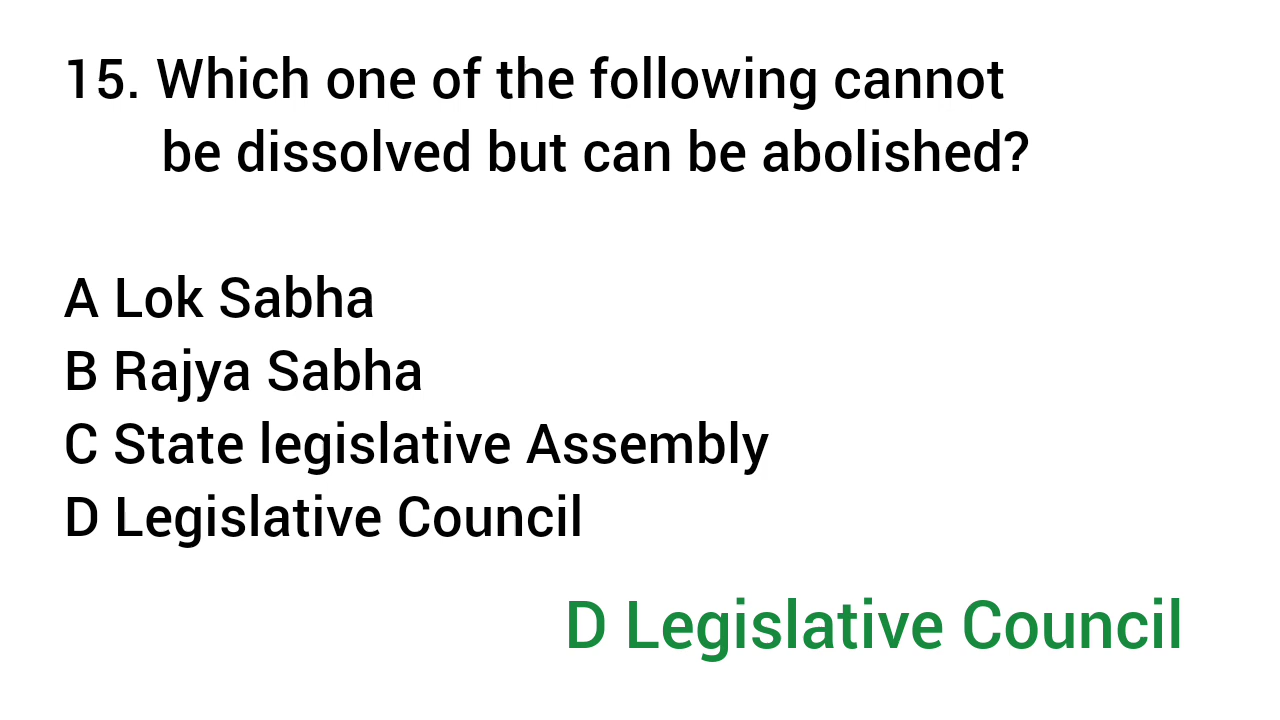 15. Which one of the following cannot
be dissolved but can be abolished?
A Lok Sabha
B Rajya Sabha
C State legislative Assembly
D Legislative Council
D Legislative Council